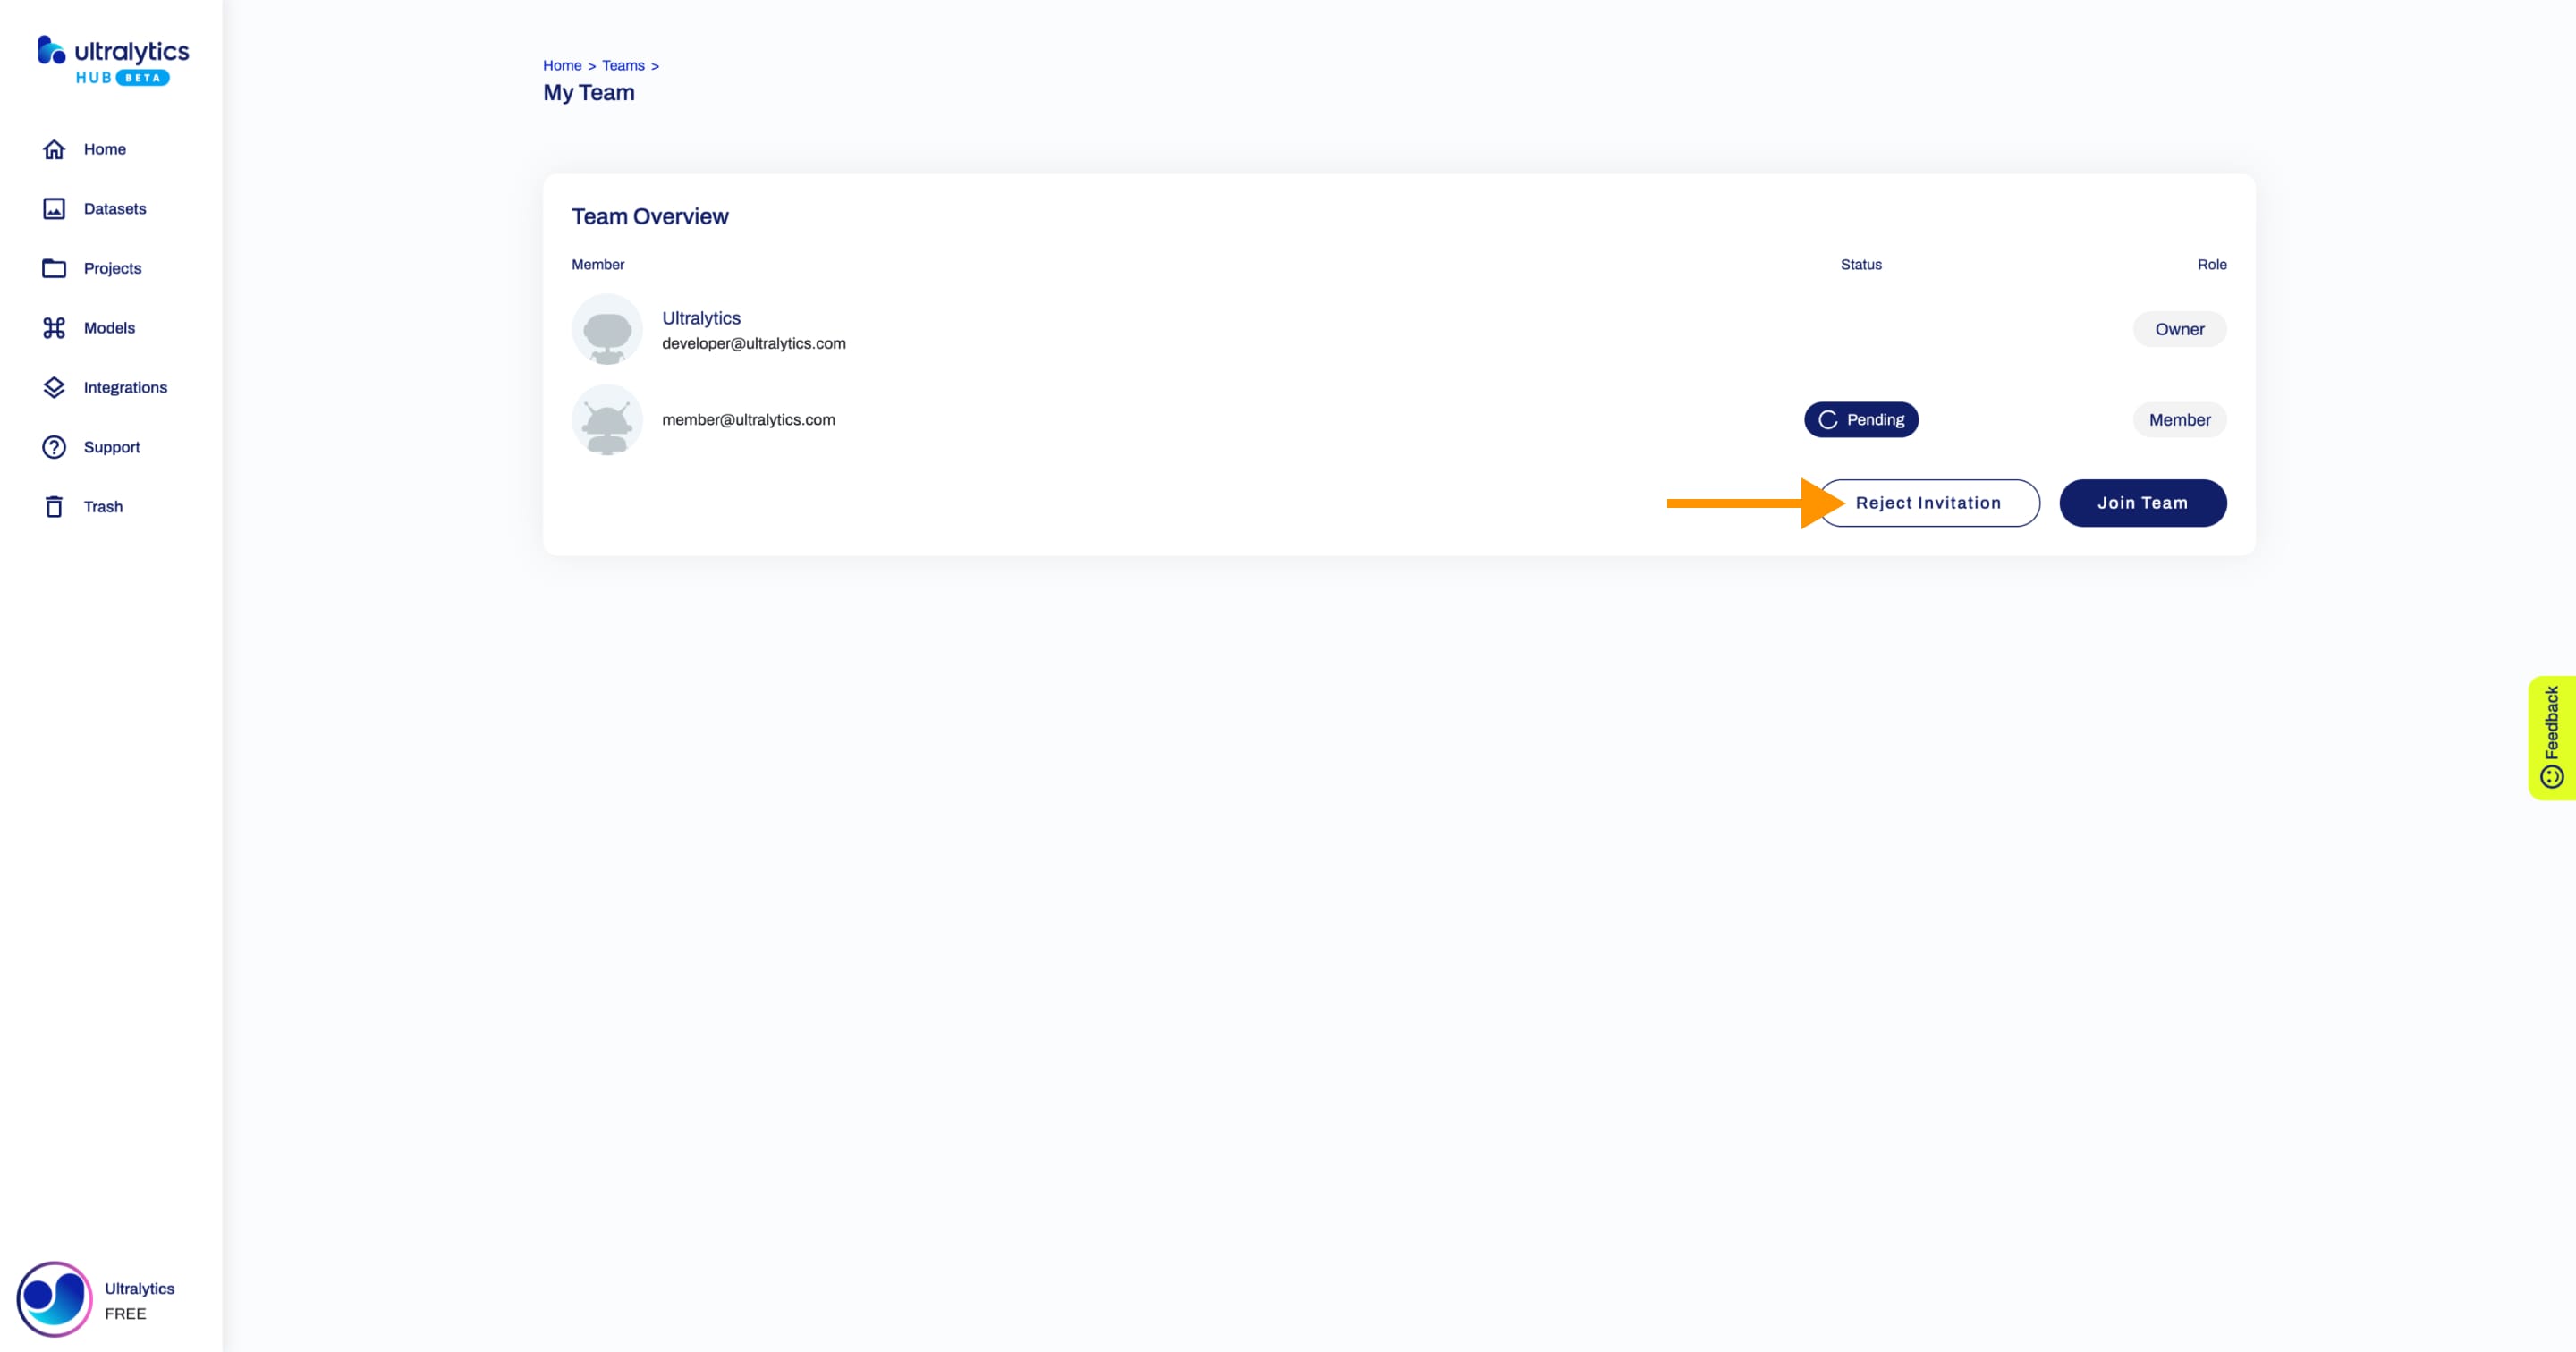 ultralytics
HUB BETA
Home
Datasets
Projects
Models
Integrations
Support
Trash
Ultralytics
FREE
Home > Teams >
My Team
Team Overview
Member Status Role
Ultralytics
developer@ultralytics.com
Owner
member@ultralytics.com Pending Member
Reject Invitation Join Team
Feedback